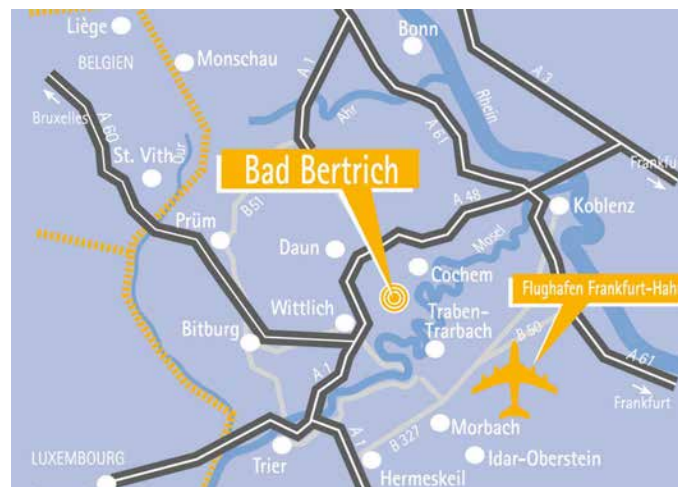 Liège
BELGIEN
Monschau
Bonn
A 1
A 3
Rhein
Ahr
A 61
Bruxelles
A 60
St. Vith
Our
Bad Bertrich
Frankfu
B51
A 48
Koblenz
Prüm
Daun
Mosel
Cochem
Flughafen Frankfurt-Hah
Wittlich
Traben-
Trarbach
Bitburg
B 50
A 61
A 1
Frankfurt
A 1
B 327
Morbach
LUXEMBOURG
Trier
Hermeskeil
Idar-Oberstein